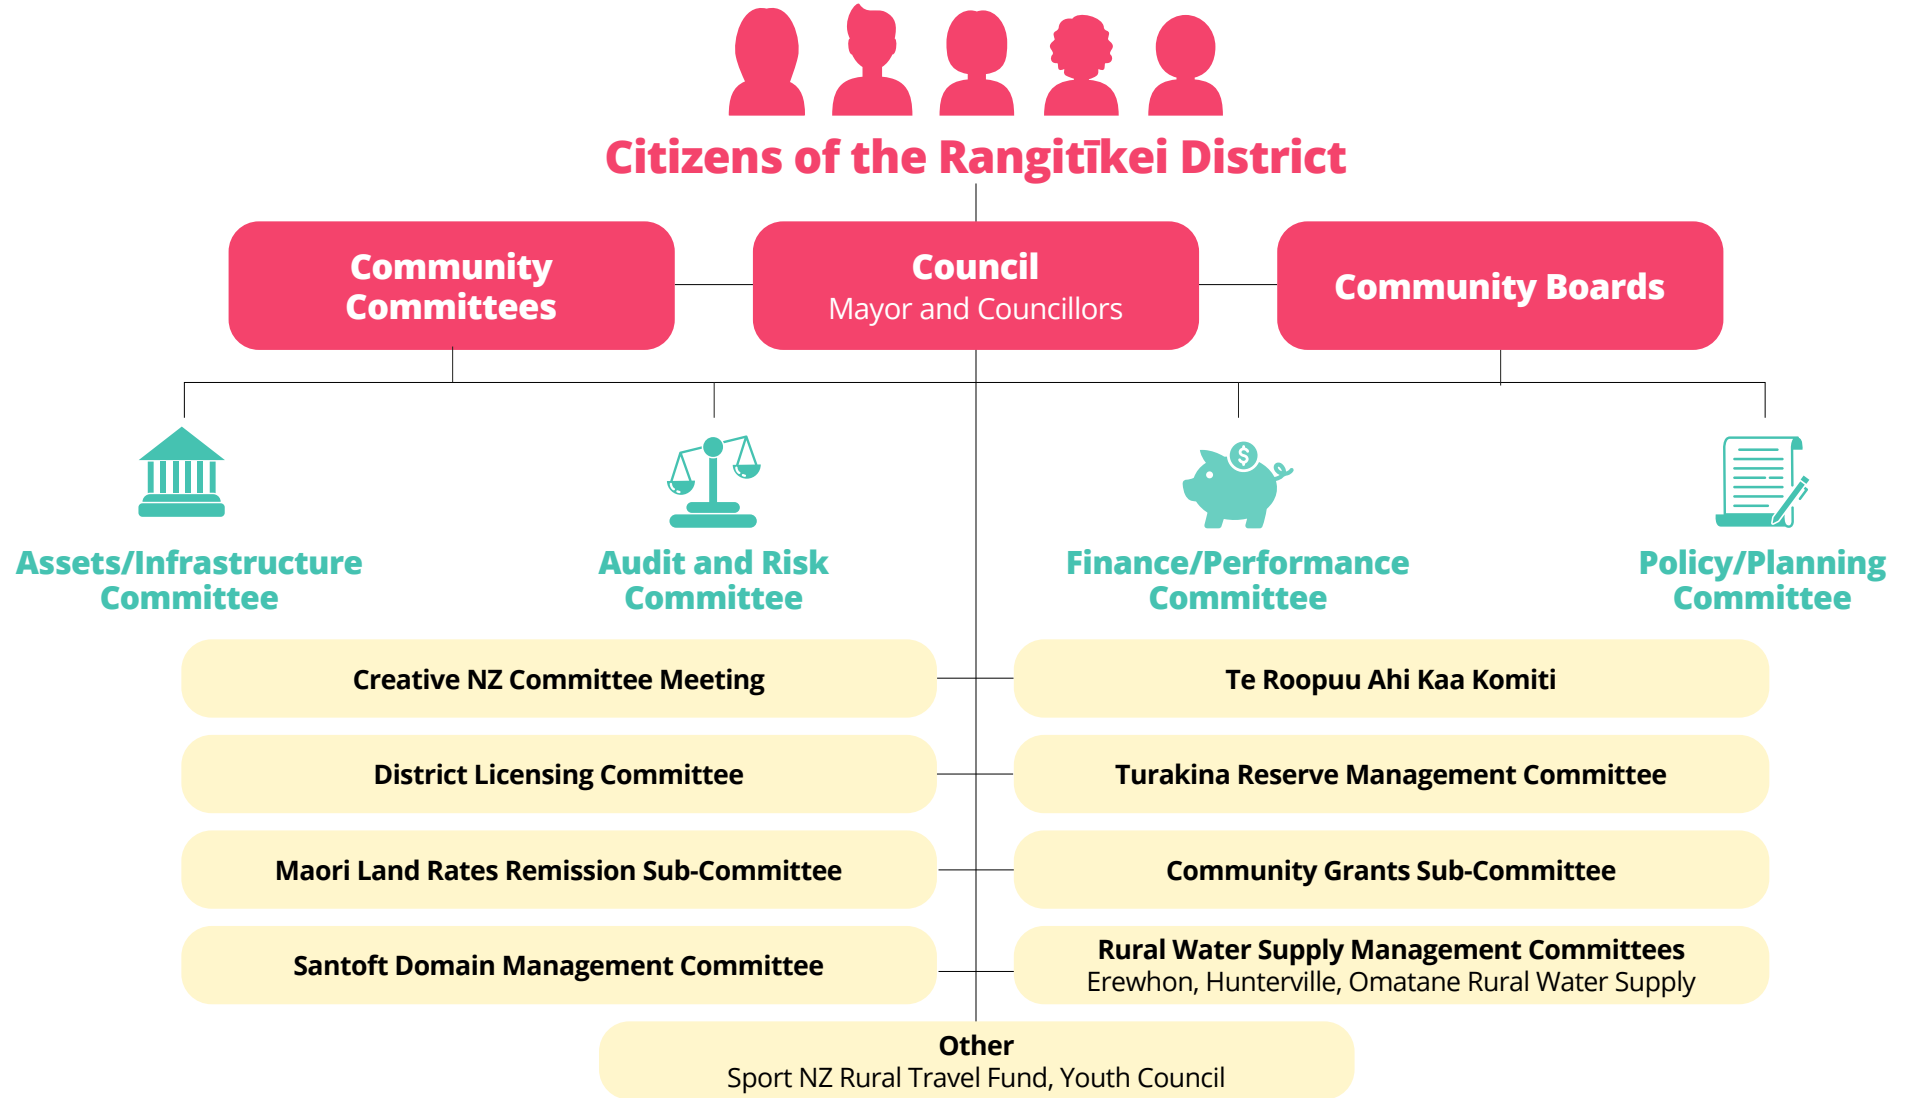 Citizens of the Rangitīkei District
Community
Committees
Council
Mayor and Councillors
Community Boards
$
Assets/Infrastructure
Committee
Audit and Risk
Committee
Finance/Performance
Committee
Policy/Planning
Committee
Creative NZ Committee Meeting
Te Roopuu Ahi Kaa Komiti
District Licensing Committee
Turakina Reserve Management Committee
Maori Land Rates Remission Sub-Committee
Community Grants Sub-Committee
Santoft Domain Management Committee
Rural Water Supply Management Committees
Erewhon, Hunterville, Omatane Rural Water Supply
Other
Sport NZ Rural Travel Fund, Youth Council